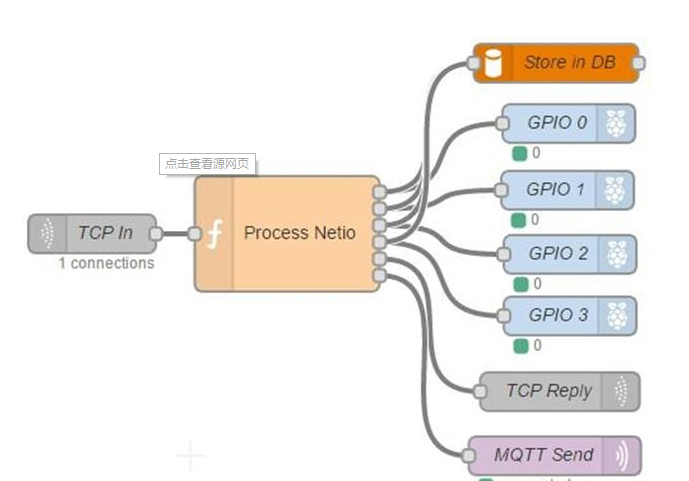 Store in DB
GPIO 0
0
点击查看源网页
GPIO 1
0
TCP In
Process Netio
1 connections
GPIO 2
0
GPIO 3
0
TCP Reply
MQTT Send